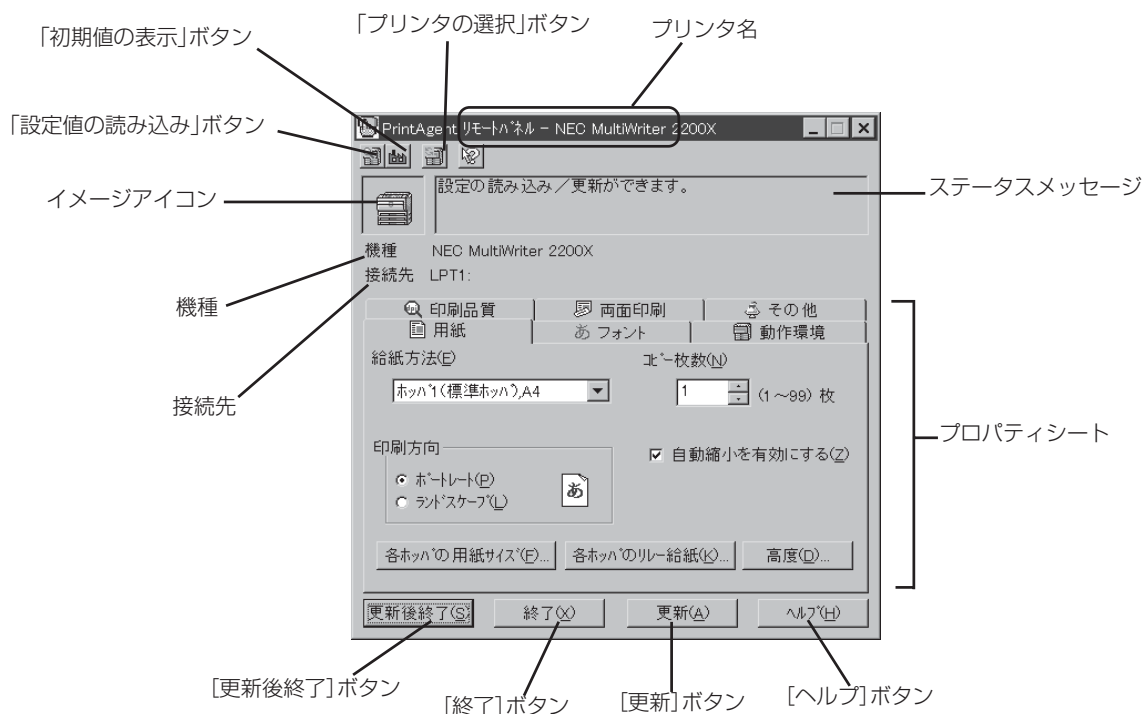 「初期値の表示」ボタン
「プリンタの選択」ボタン
プリンタ名
「設定値の読み込み」ボタン
PrintAgent リモートパネル - NEC MultiWriter 2200X
イメージアイコン
設定の読み込み/更新ができます。
ステータスメッセージ
機種 NEC MultiWriter 2200X
接続先 LPT1:
機種
接続先
印刷品質 両面印刷 その他
用紙 あ フォント 動作環境
給紙方法(E) コピー枚数(N)
ホッパ1(標準ホッパ),A4 1 (1~99) 枚
プロパティシート
印刷方向 自動縮小を有効にする(Z)
ポートレート(P)
あ
ランドスケープ(L)
各ホッパの用紙サイズ(F)... 各ホッパのリレー給紙(K)... 高度(D)...
更新後終了(S) 終了(X) 更新(A) ヘルプ(H)
[更新後終了]ボタン
[終了]ボタン
[更新]ボタン
[ヘルプ]ボタン